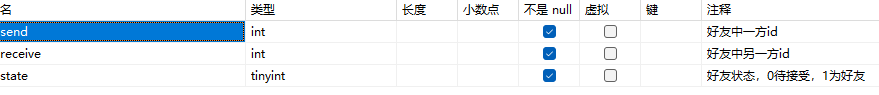 名 类型 长度 小数点 不是 null 虚拟 键 注释
send int 好友中一方id
receive int 好友中另一方id
state tinyint 好友状态，0待接受，1为好友